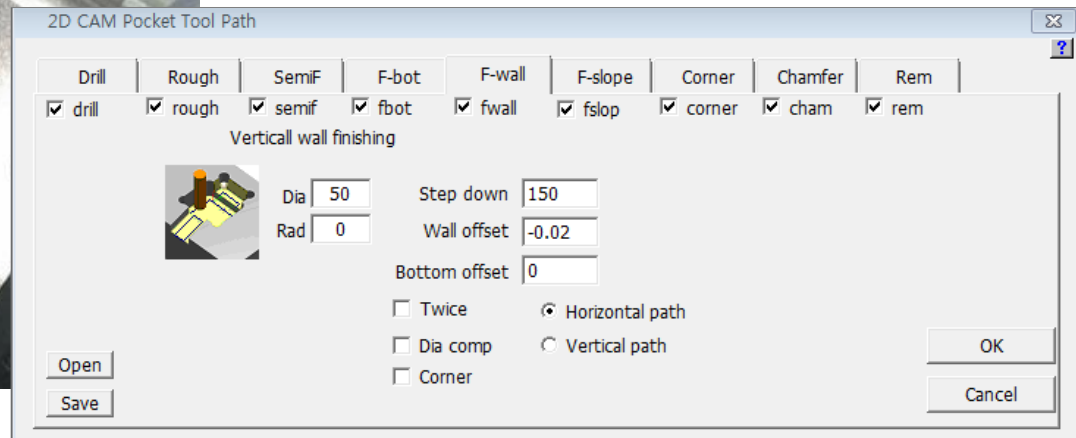 2D CAM Pocket Tool Path
?
Drill Rough SemiF F-bot F-wall F-slope Corner Chamfer Rem
drill rough semif fbot fwall fslop corner cham rem
Verticall wall finishing
Dia 50 Step down 150
Rad 0 Wall offset -0.02
Bottom offset 0
Twice Horizontal path
Dia comp Vertical path OK
Open Corner
Save Cancel